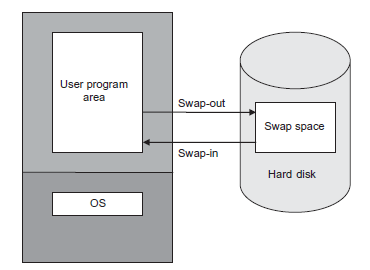 User program
area
Swap-out
Swap space
Swap-in
Hard disk
OS